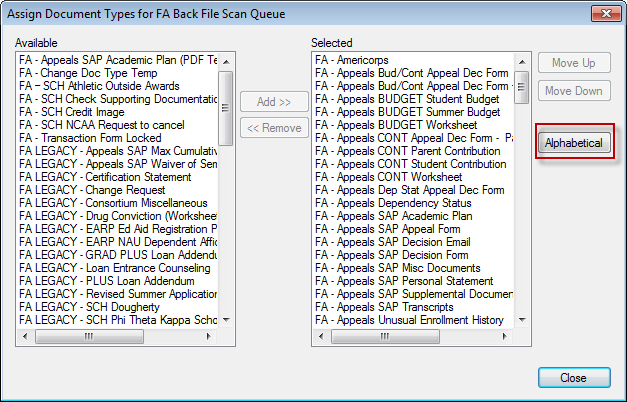 Assign Document Types for FA Back File Scan Queue
Available
FA - Appeals SAP Academic Plan (PDF Te
FA - Change Doc Type Temp
FA – SCH Athletic Outside Awards
FA - SCH Check Supporting Documentatio
FA - SCH Credit Image
FA - SCH NCAA Request to cancel
FA - Transaction Form Locked
FA LEGACY - Appeals SAP Max Cumulativ
FA LEGACY - Appeals SAP Waiver of Sem
FA LEGACY - Certification Statement
FA LEGACY - Change Request
FA LEGACY - Consortium Miscellaneous
FA LEGACY - Drug Conviction (Workshee
FA LEGACY - EARP Ed Aid Registration P
FA LEGACY - EARP NAU Dependent Affid
FA LEGACY - GRAD PLUS Loan Addendu
FA LEGACY - Loan Entrance Counseling
FA LEGACY - PLUS Loan Addendum
FA LEGACY - Revised Summer Application
FA LEGACY - SCH Dougherty
FA LEGACY - SCH Phi Theta Kappa Scho
Add >>
<< Remove
Selected
FA - Americorps
FA - Appeals Bud/Cont Appeal Dec Form
FA - Appeals Bud/Cont Appeal Dec Form -
FA - Appeals BUDGET Student Budget
FA - Appeals BUDGET Summer Budget
FA - Appeals BUDGET Worksheet
FA - Appeals CONT Appeal Dec Form - Pa
FA - Appeals CONT Parent Contribution
FA - Appeals CONT Student Contribution
FA - Appeals CONT Worksheet
FA - Appeals Dep Stat Appeal Dec Form
FA - Appeals Dependency Status
FA - Appeals SAP Academic Plan
FA - Appeals SAP Appeal Form
FA - Appeals SAP Decision Email
FA - Appeals SAP Decision Form
FA - Appeals SAP Misc Documents
FA - Appeals SAP Personal Statement
FA - Appeals SAP Supplemental Documen
FA - Appeals SAP Transcripts
FA - Appeals Unusual Enrollment History
Move Up
Move Down
Alphabetical
Close